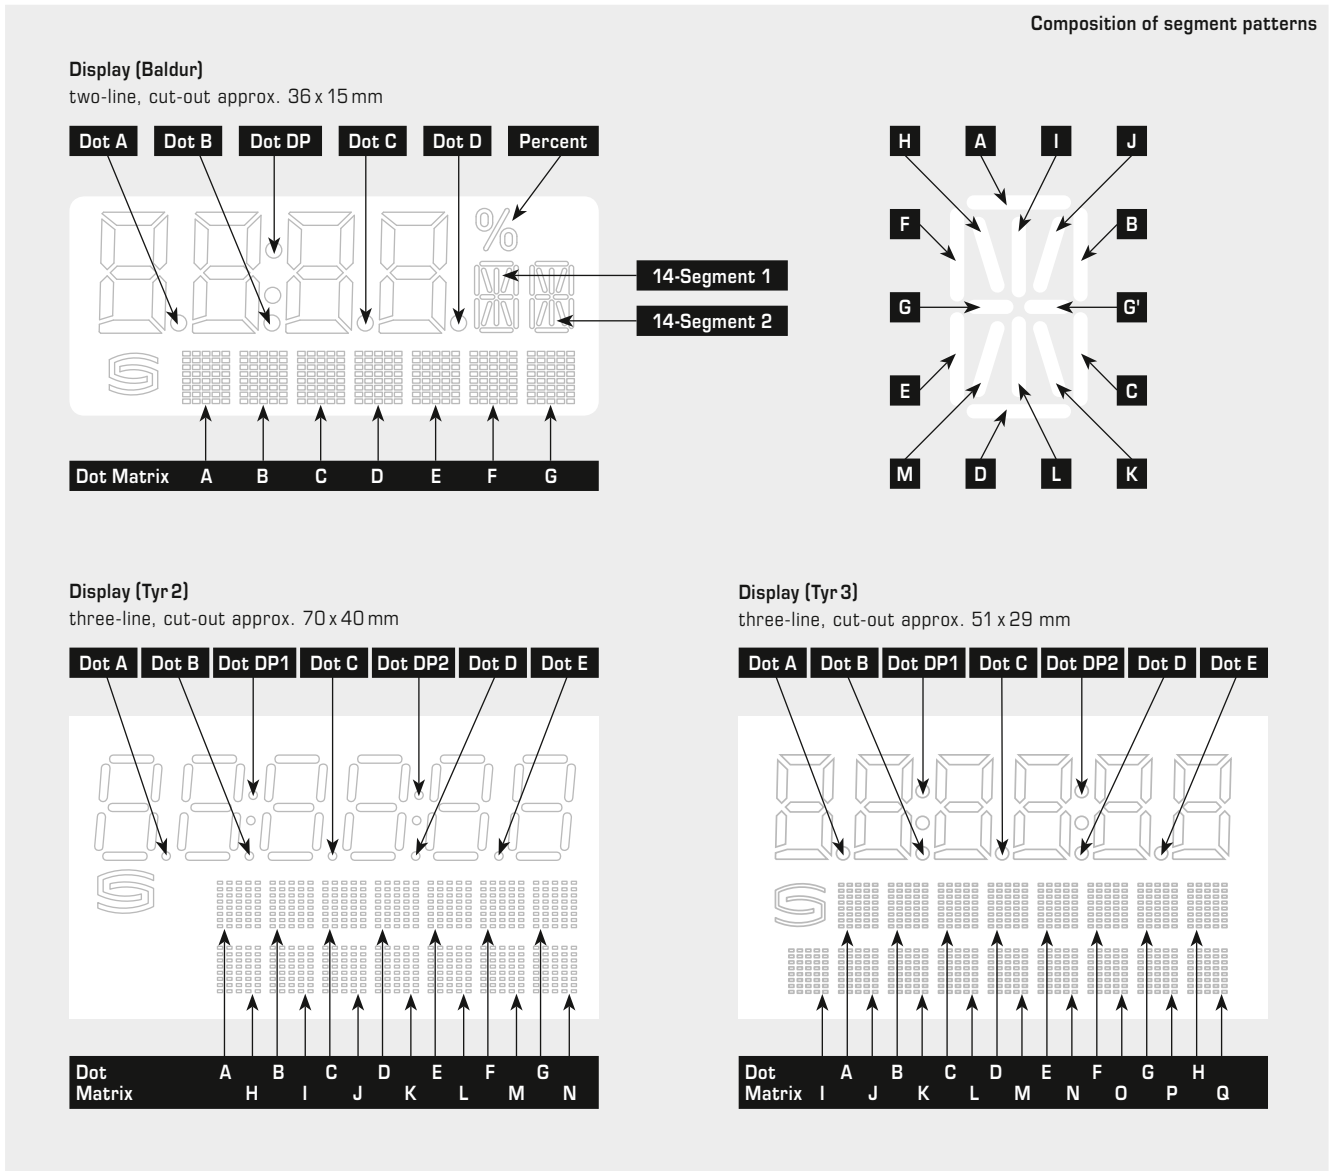 Composition of segment patterns
Display (Baldur)
two-line, cut-out approx. 36 x 15 mm
Dot A Dot B Dot DP Dot C Dot D Percent
%
14-Segment 1
14-Segment 2
Dot Matrix A B C D E F G
H A I J
F B
G G'
E C
M D L K
Display (Tyr 2)
three-line, cut-out approx. 70 x 40 mm
Dot A Dot B Dot DP1 Dot C Dot DP2 Dot D Dot E
Dot A B C D E F G
Matrix H I J K L M N
Display (Tyr 3)
three-line, cut-out approx. 51 x 29 mm
Dot A Dot B Dot DP1 Dot C Dot DP2 Dot D Dot E
Dot A B C D E F G H
Matrix I J K L M N O P Q